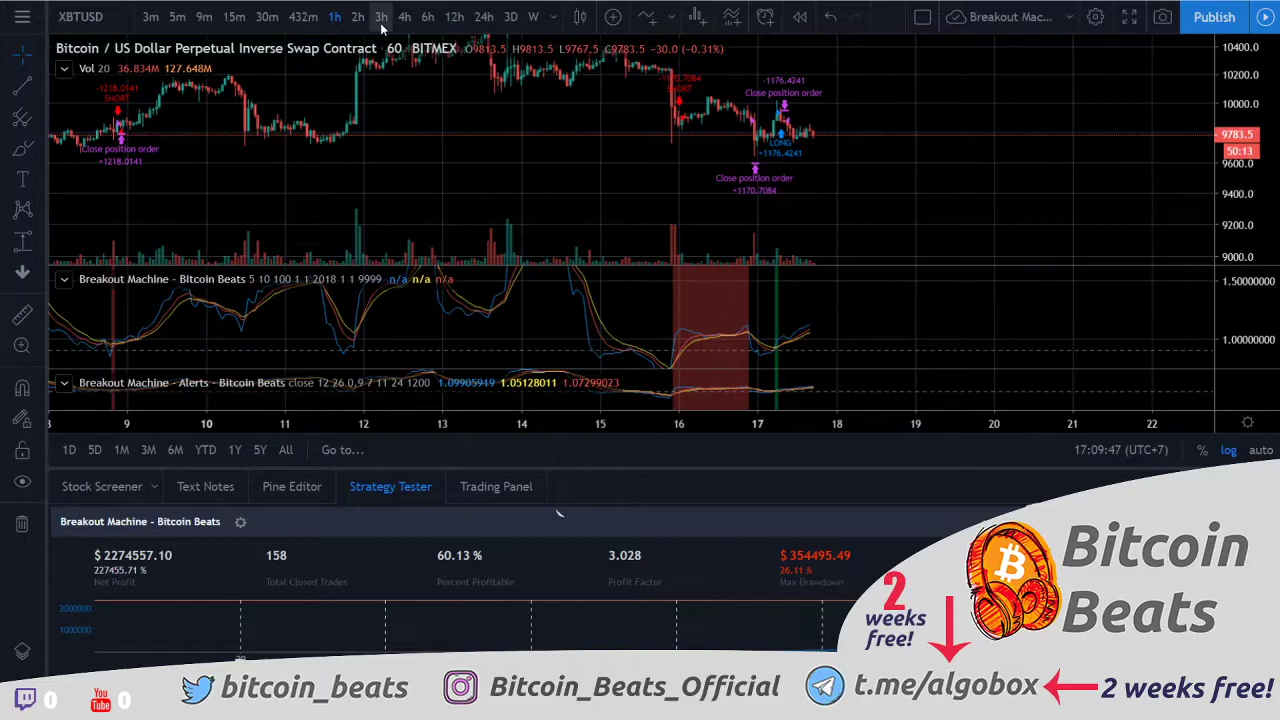 XBTUSD 3m 5m 9m 15m 30m 432m 1h 2h 3h 4h 6h 12h 24h 3D W Breakout Mac... Publish
Bitcoin / US Dollar Perpetual Inverse Swap Contract 60 BITMEX O9813.5 H9813.5 L9767.5 C9783.5 -30.0 (-0.31%)
Vol 20 36.834M 127.648M
-1218.0141
SHORT
Close position order
+1218.0141
-1170.7084
SHORT
-1176.4241
Close position order
LONG
+1176.4241
Close position order
+1170.7084
10400.0
10200.0
10000.0
9783.5
50:13
9600.0
9400.0
9200.0
9000.0
Breakout Machine - Bitcoin Beats 5 10 100 1 1 2018 1 1 9999 n/a n/a n/a
1.50000000
1.00000000
Breakout Machine - Alerts - Bitcoin Beats close 12 26 0,9 7 11 24 1200 1.09905919 1.05128011 1.07299023
8 9 10 11 12 13 14 15 16 17 18 19 20 21 22
1D 5D 1M 3M 6M YTD 1Y 5Y All Go to... 17:09:47 (UTC+7) % log auto
Stock Screener Text Notes Pine Editor Strategy Tester Trading Panel
Breakout Machine - Bitcoin Beats
$ 2274557.10 158 60.13 % 3.028 $ 354495.49
227455.71 % 26.11 %
Net Profit Total Closed Trades Percent Profitable Profit Factor Max Drawdown
2000000
1000000
Bitcoin
Beats
2
weeks
free!
0 You Tube 0 bitcoin_beats Bitcoin_Beats_Official t.me/algobox 2 weeks free!